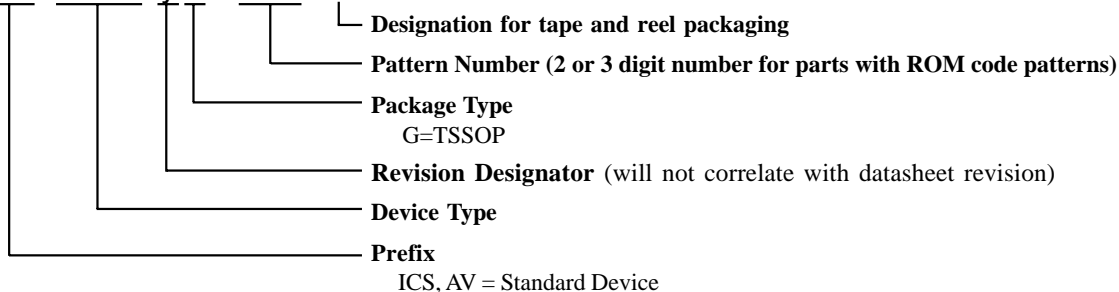 Designation for tape and reel packaging
Pattern Number (2 or 3 digit number for parts with ROM code patterns)
Package Type
G=TSSOP
Revision Designator (will not correlate with datasheet revision)
Device Type
Prefix
ICS, AV = Standard Device